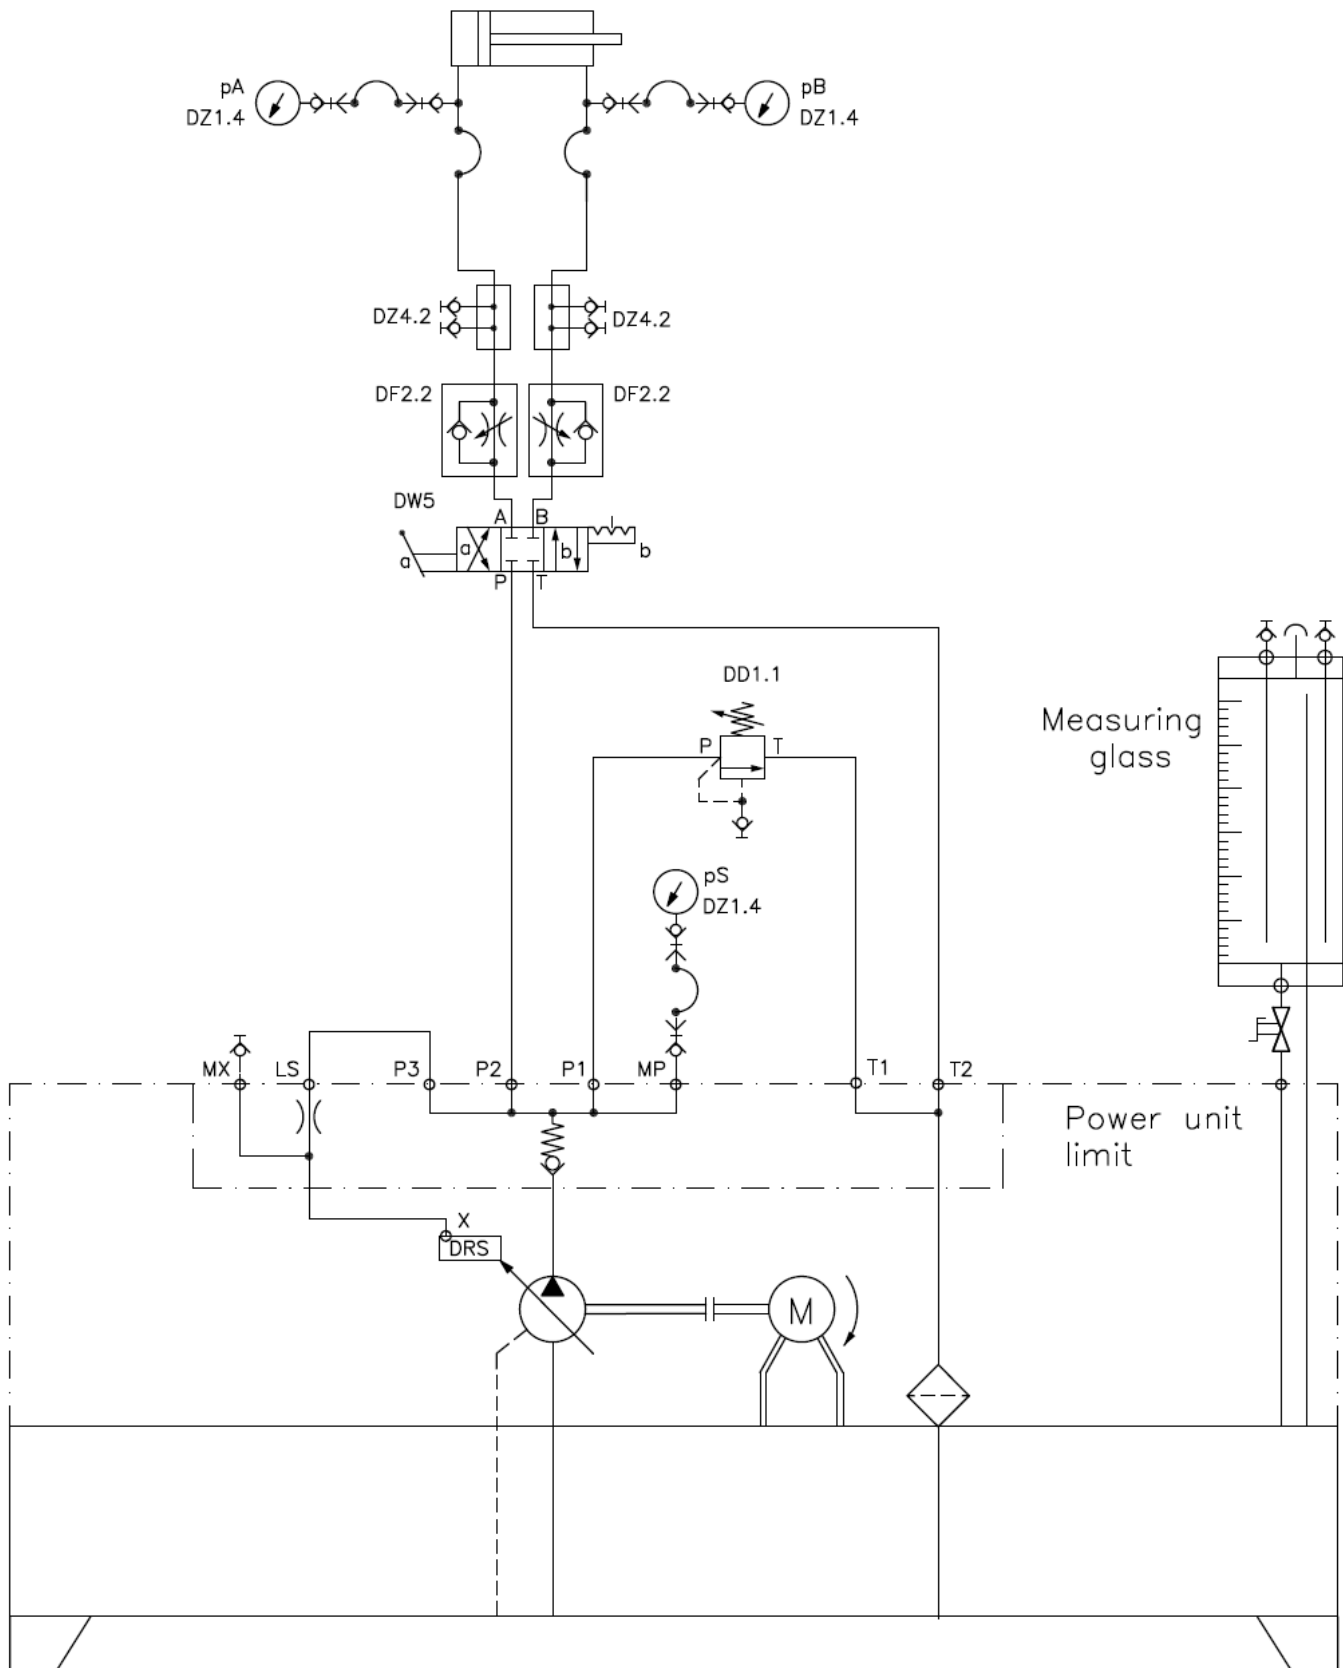 pA
DZ1.4
pB
DZ1.4
DZ4.2
DZ4.2
DF2.2
DF2.2
DW5
A
B
a
a
b
b
P
T
DD1.1
P
T
Measuring
glass
pS
DZ1.4
MX
LS
P3
P2
P1
MP
T1
T2
Power unit
limit
X
DRS
M